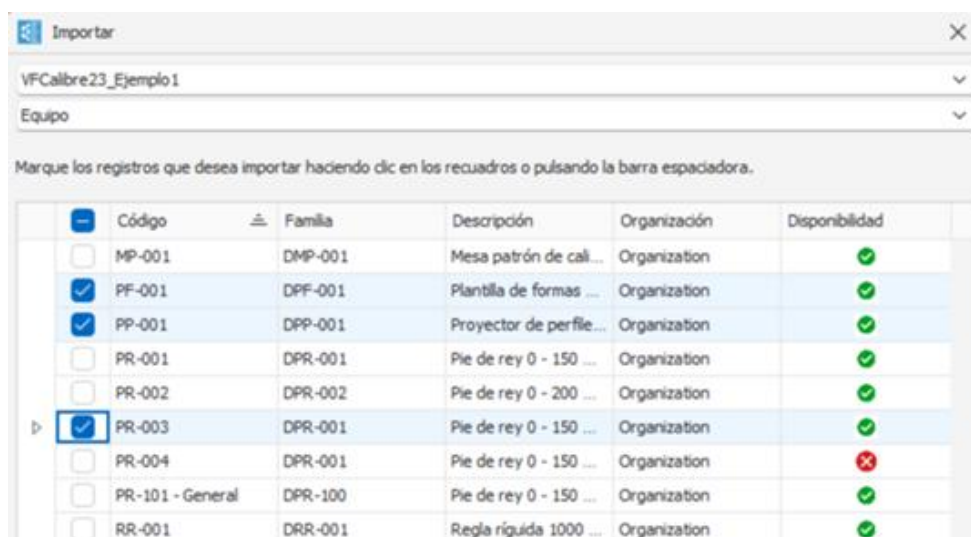 Importar
VFCalibre23_Ejemplo1
Equipo
Marque los registros que desea importar haciendo clic en los recuadros o pulsando la barra espaciadora.
Código Familia Descripción Organización Disponibilidad
MP-001 DMP-001 Mesa patrón de cali... Organization
PF-001 DPF-001 Plantilla de formas ... Organization
PP-001 DPP-001 Proyector de perfile... Organization
PR-001 DPR-001 Pie de rey 0 - 150 ... Organization
PR-002 DPR-002 Pie de rey 0 - 200 ... Organization
PR-003 DPR-001 Pie de rey 0 - 150 ... Organization
PR-004 DPR-001 Pie de rey 0 - 150 ... Organization
PR-101 - General DPR-100 Pie de rey 0 - 150 ... Organization
RR-001 DRR-001 Regla ríguida 1000 ... Organization